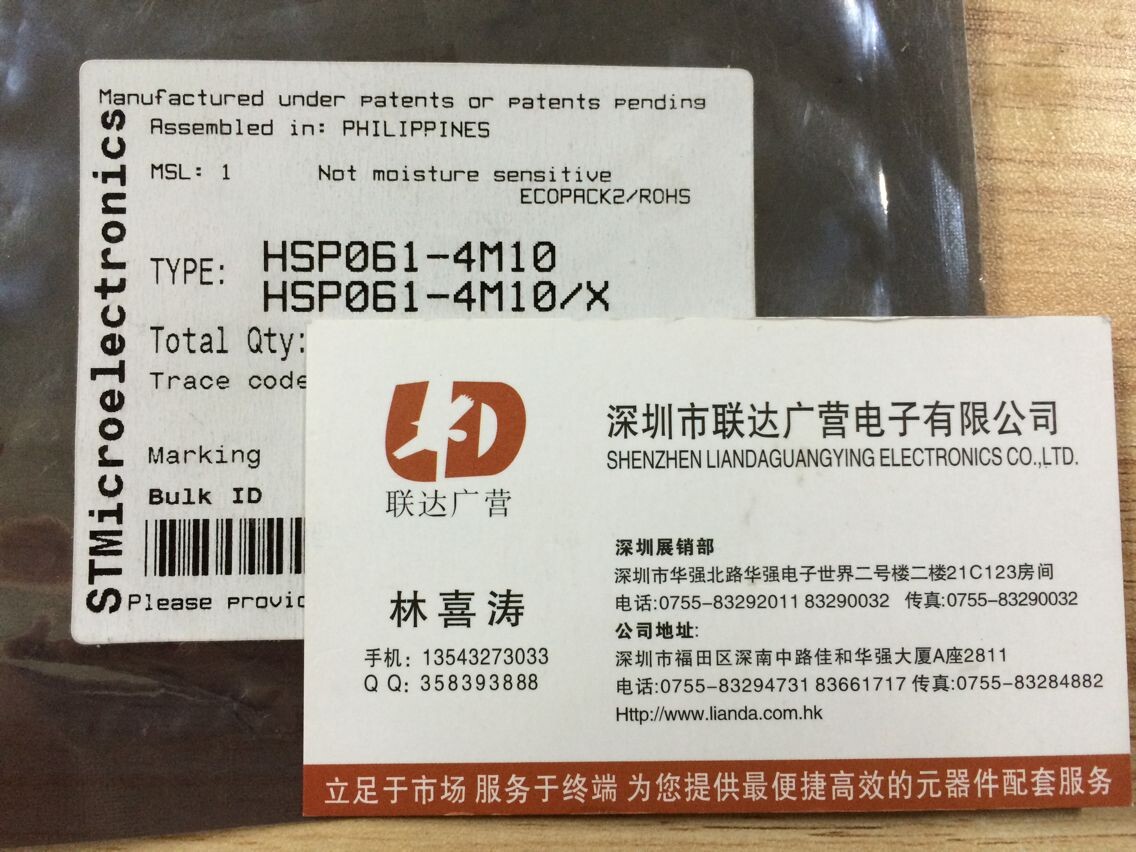 Manufactured under patents or patents pending
Assembled in: PHILIPPINES
MSL: 1 Not moisture sensitive
ECOPACK2/ROHS
TYPE: HSP061-4M10
HSP061-4M10/X
Total Qty:
Trace code
Marking
Bulk ID
Please provid
STMicroelectronics
LD
联达广营
深圳市联达广营电子有限公司
SHENZHEN LIANDAGUANGYING ELECTRONICS CO.,LTD.
林喜涛
手机: 13543273033
Q Q: 358393888
深圳展销部
深圳市华强北路华强电子世界二号楼二楼21C123房间
电话:0755-83292011 83290032 传真:0755-83290032
公司地址:
深圳市福田区深南中路佳和华强大厦A座2811
电话:0755-83294731 83661717 传真:0755-83284882
Http://www.lianda.com.hk
立足于市场 服务于终端 为您提供最便捷高效的元器件配套服务